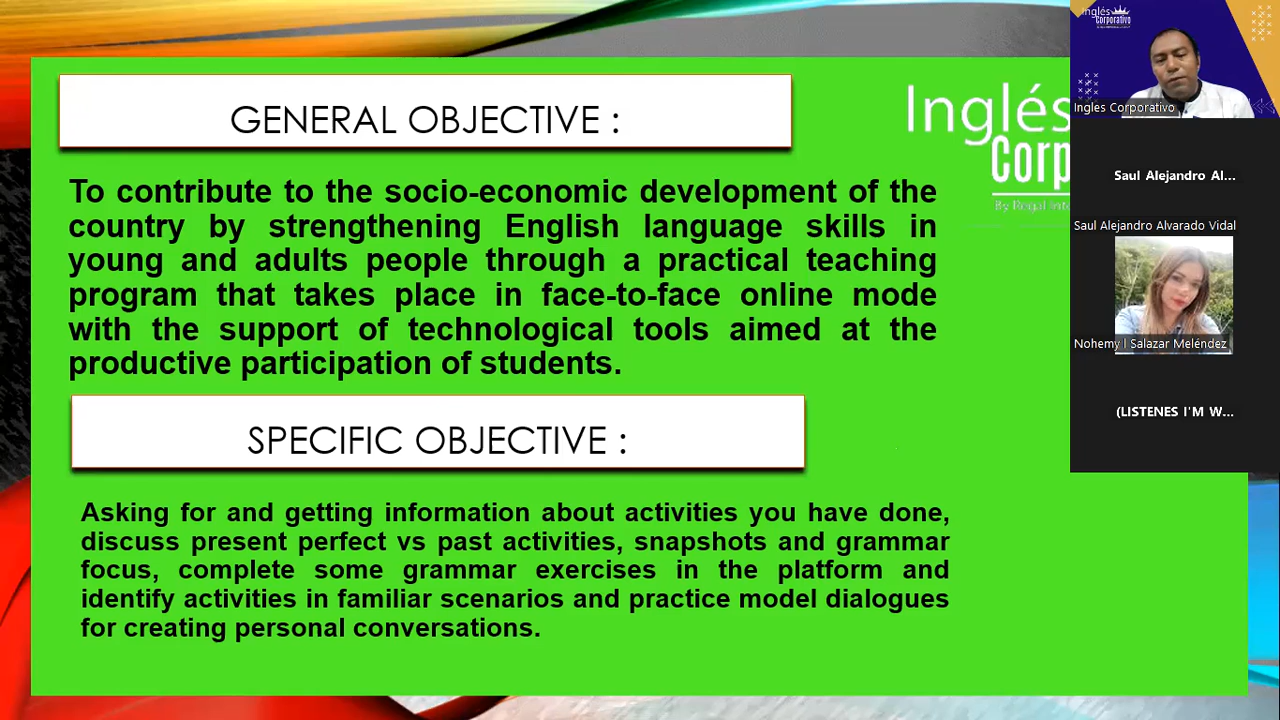 GENERAL OBJECTIVE :
To contribute to the socio-economic development of the
country by strengthening English language skills in
young and adults people through a practical teaching
program that takes place in face-to-face online mode
with the support of technological tools aimed at the
productive participation of students.
SPECIFIC OBJECTIVE :
Asking for and getting information about activities you have done,
discuss present perfect vs past activities, snapshots and grammar
focus, complete some grammar exercises in the platform and
identify activities in familiar scenarios and practice model dialogues
for creating personal conversations.
Inglés
Corp
By Royal Inte
Inglés
Corporativo
Ingles Corporativo
Saul Alejandro Al...
Saul Alejandro Alvarado Vidal
Nohemy I Salazar Meléndez
(LISTENES I'M W...